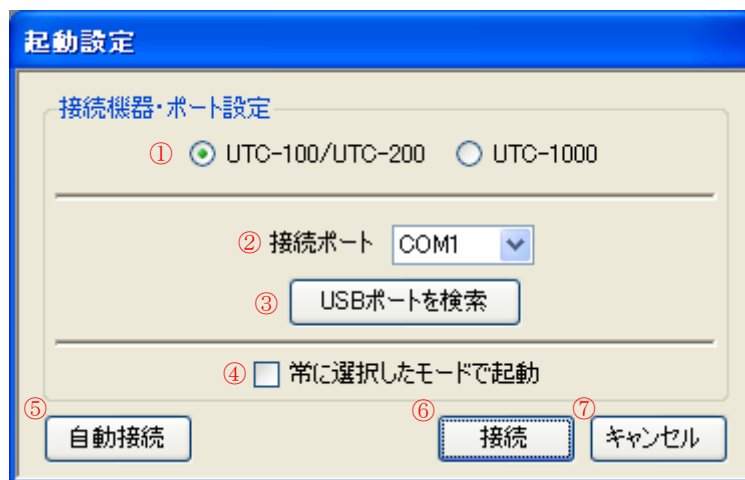 起動設定
接続機器・ポート設定
① UTC-100/UTC-200 UTC-1000
② 接続ポート COM1
③ USBポートを検索
④ 常に選択したモードで起動
⑤ 自動接続 ⑥ 接続 ⑦ キャンセル